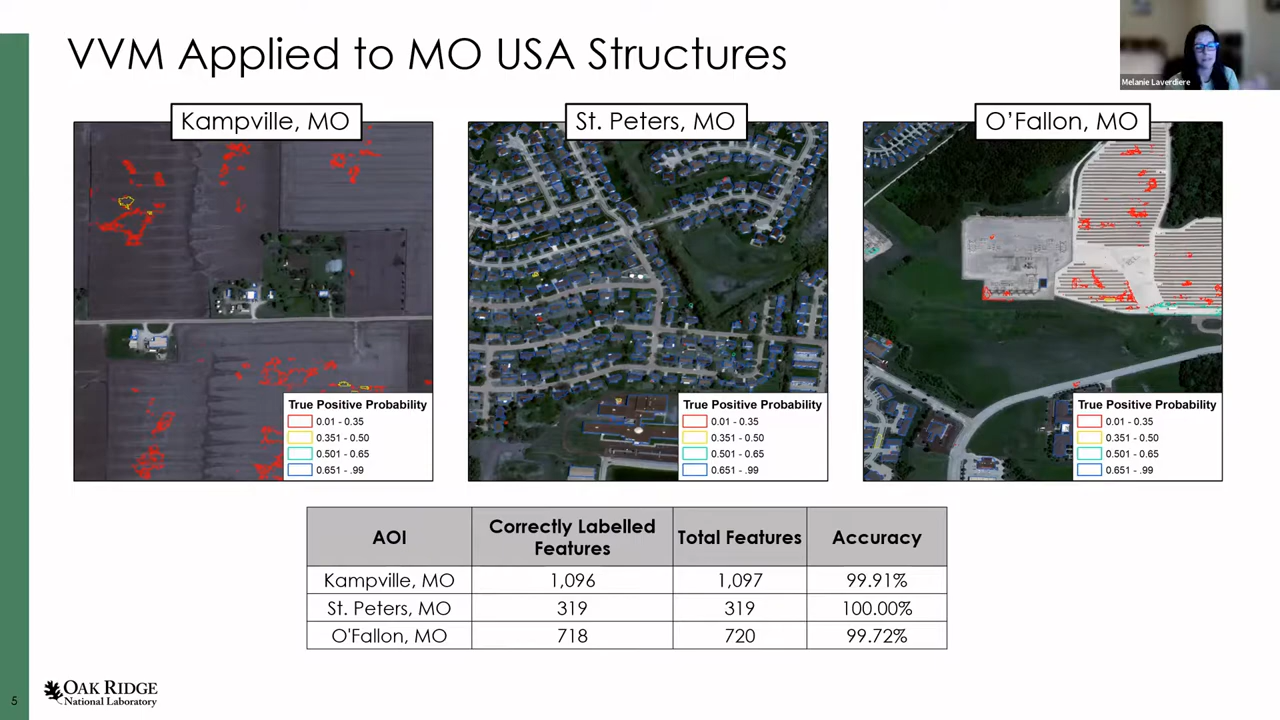 VVM Applied to MO USA Structures
Melanie Laverdiere
Kampville, MO
St. Peters, MO
O'Fallon, MO
True Positive Probability
0.01 - 0.35
0.351 - 0.50
0.501 - 0.65
0.651 - .99
True Positive Probability
0.01 - 0.35
0.351 - 0.50
0.501 - 0.65
0.651 - .99
True Positive Probability
0.01 - 0.35
0.351 - 0.50
0.501 - 0.65
0.651 - .99
AOI Correctly Labelled Features Total Features Accuracy
Kampville, MO 1,096 1,097 99.91%
St. Peters, MO 319 319 100.00%
O'Fallon, MO 718 720 99.72%
5
OAK RIDGE
National Laboratory